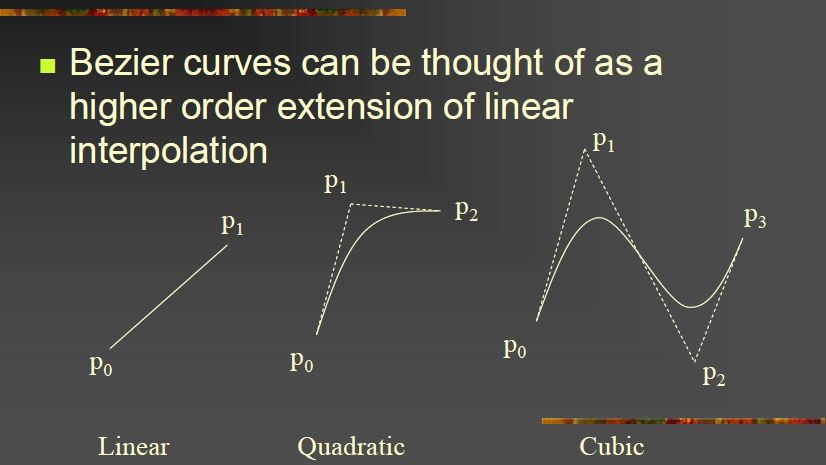 Bezier curves can be thought of as a
higher order extension of linear
interpolation
p₁
p₀
Linear
p₁
p₂
p₀
Quadratic
p₁
p₃
p₀
p₂
Cubic